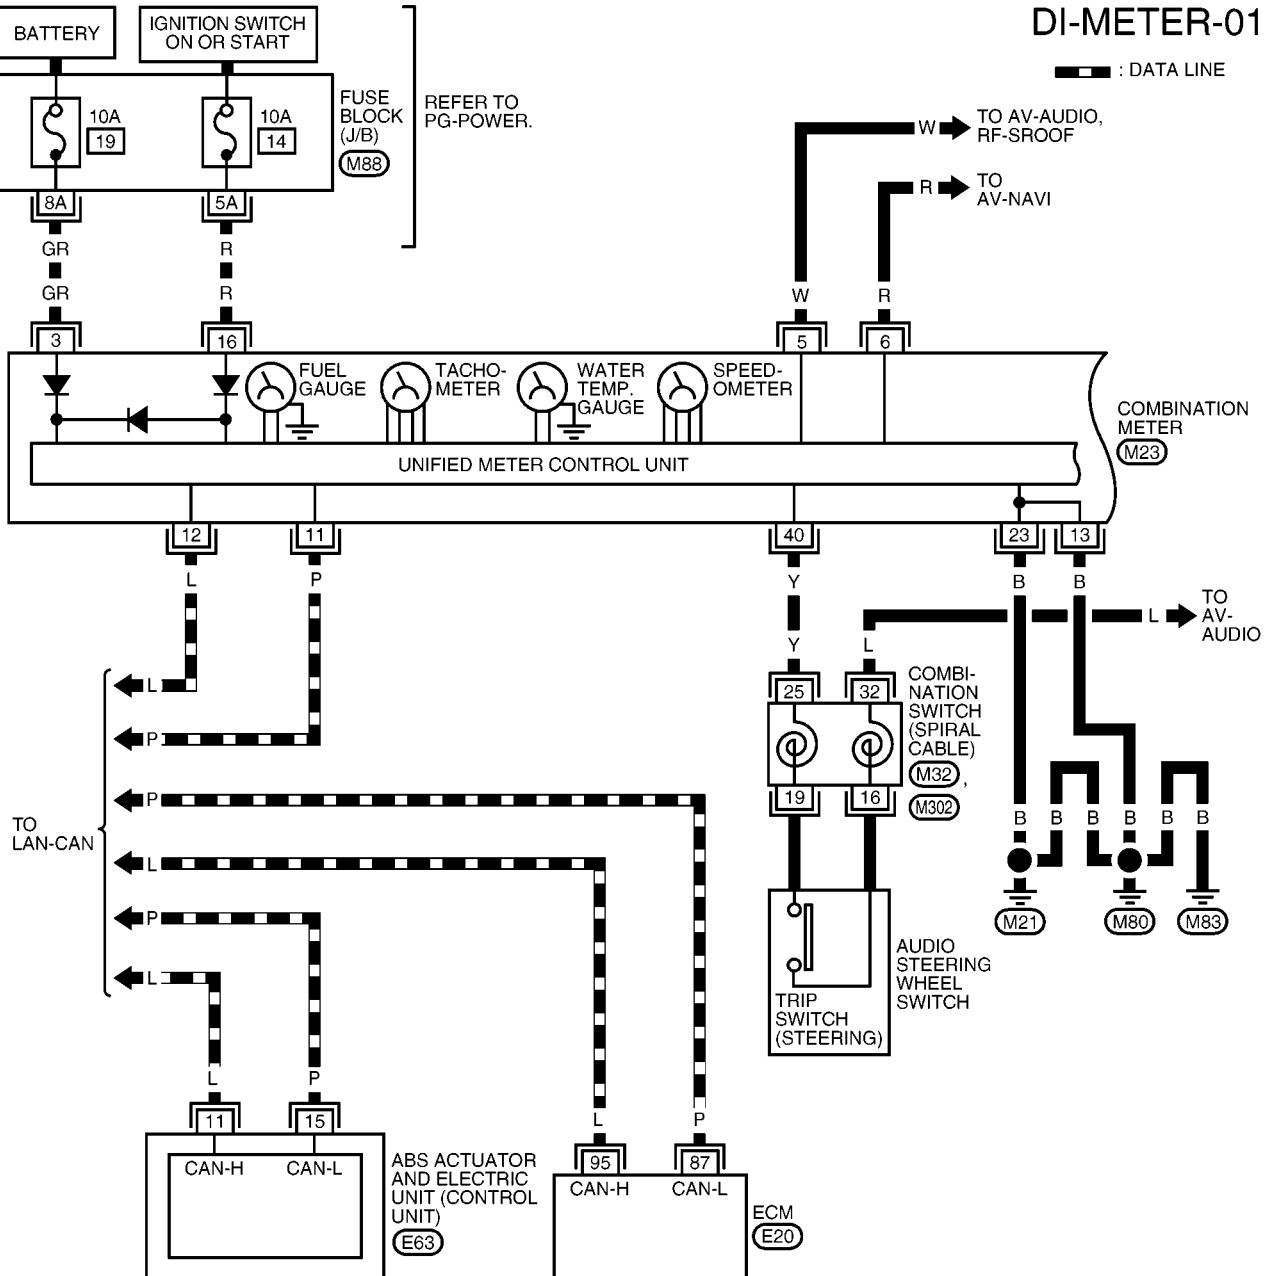 DI-METER-01
: DATA LINE
BATTERY
IGNITION SWITCH
ON OR START
10A
19
10A
14
FUSE
BLOCK
(J/B)
M88
REFER TO
PG-POWER.
8A
5A
GR
R
GR
R
W
TO AV-AUDIO,
RF-SROOF
R
TO
AV-NAVI
W
R
3
16
5
6
FUEL
GAUGE
TACHO-
METER
WATER
TEMP.
GAUGE
SPEED-
OMETER
COMBINATION
METER
M23
UNIFIED METER CONTROL UNIT
12
11
40
23
13
L
P
Y
B
B
L
TO
AV-
AUDIO
Y
L
L
P
P
L
P
L
TO
LAN-CAN
25
32
COMBI-
NATION
SWITCH
(SPIRAL
CABLE)
M32 ,
M302
19
16
B
B
B
B
B
B
M21
M80
M83
TRIP
SWITCH
(STEERING)
AUDIO
STEERING
WHEEL
SWITCH
L
P
11
15
CAN-H
CAN-L
ABS ACTUATOR
AND ELECTRIC
UNIT (CONTROL
UNIT)
E63
L
P
95
87
CAN-H
CAN-L
ECM
E20